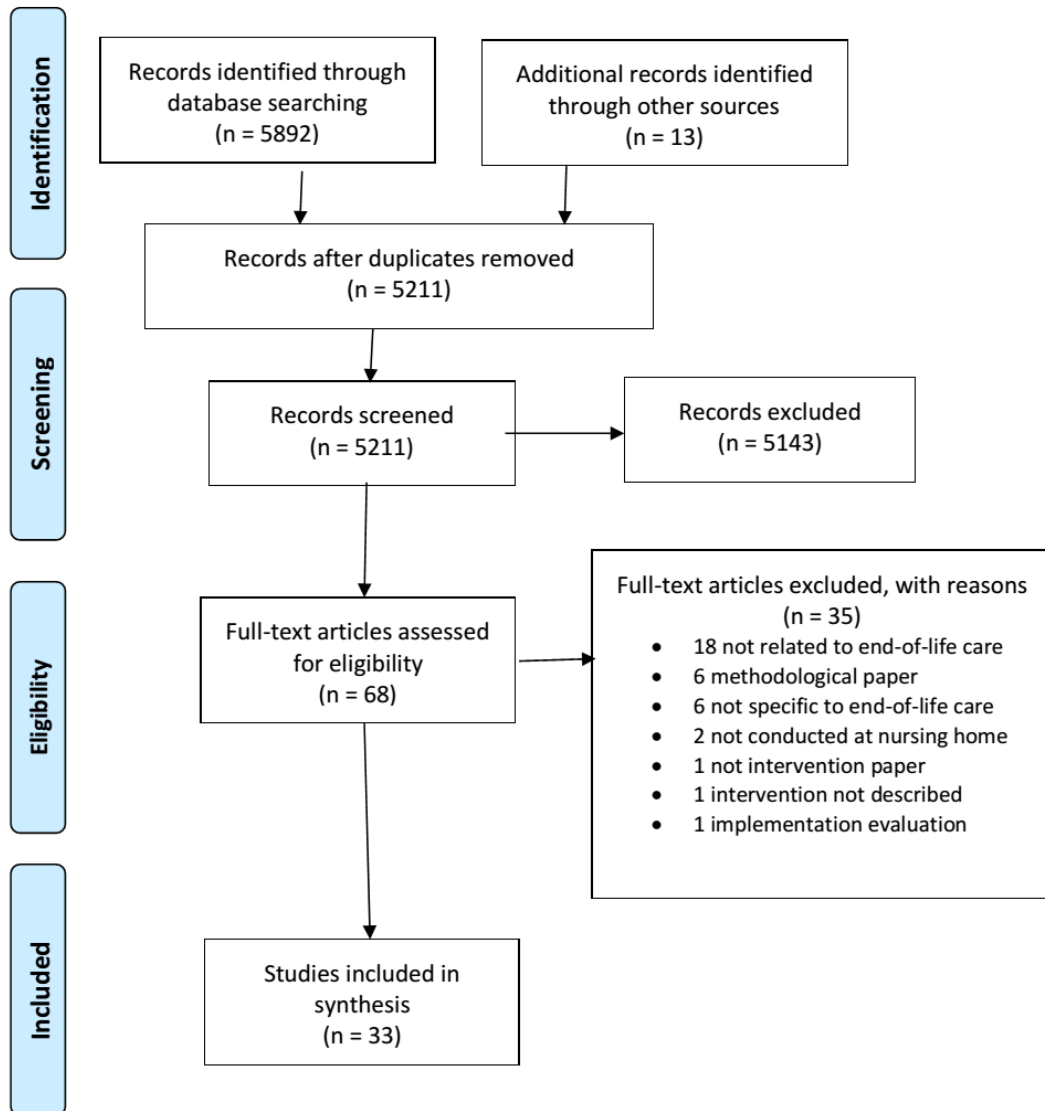 Identification
Records identified through
database searching
(n = 5892)
Additional records identified
through other sources
(n = 13)
Records after duplicates removed
(n = 5211)
Screening
Records screened
(n = 5211)
Records excluded
(n = 5143)
Eligibility
Full-text articles assessed
for eligibility
(n = 68)
Full-text articles excluded, with reasons
(n = 35)
• 18 not related to end-of-life care
• 6 methodological paper
• 6 not specific to end-of-life care
• 2 not conducted at nursing home
• 1 not intervention paper
• 1 intervention not described
• 1 implementation evaluation
Included
Studies included in
synthesis
(n = 33)